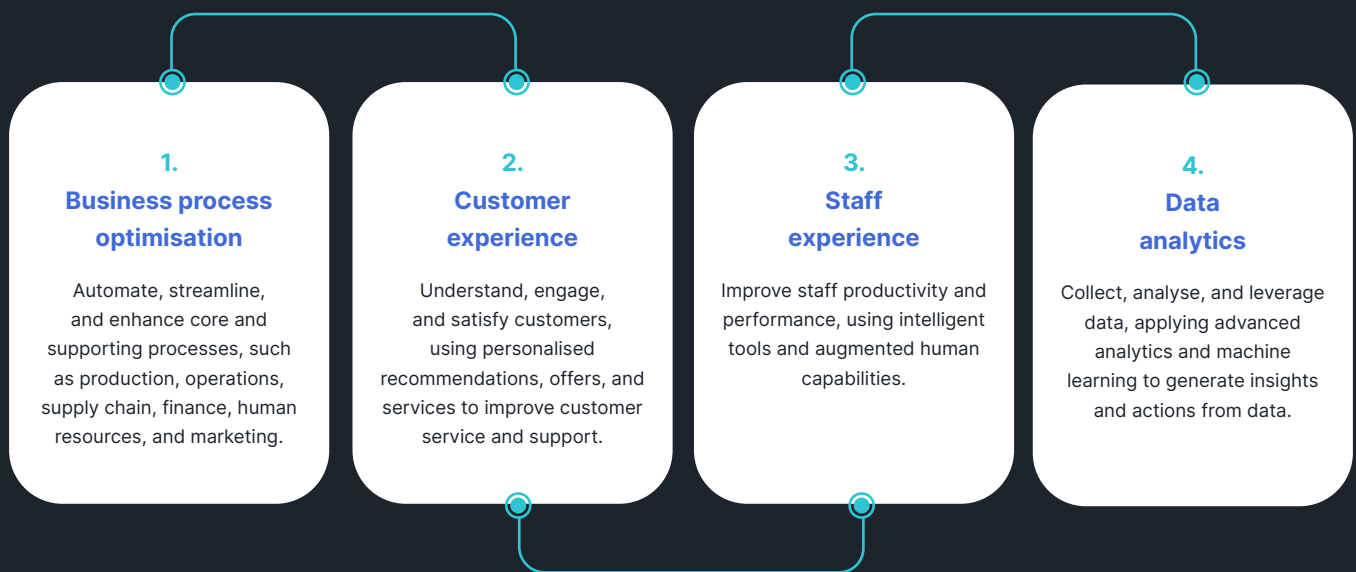 1.
Business process
optimisation
Automate, streamline,
and enhance core and
supporting processes, such
as production, operations,
supply chain, finance, human
resources, and marketing.
2.
Customer
experience
Understand, engage,
and satisfy customers,
using personalised
recommendations, offers, and
services to improve customer
service and support.
3.
Staff
experience
Improve staff productivity and
performance, using intelligent
tools and augmented human
capabilities.
4.
Data
analytics
Collect, analyse, and leverage
data, applying advanced
analytics and machine
learning to generate insights
and actions from data.